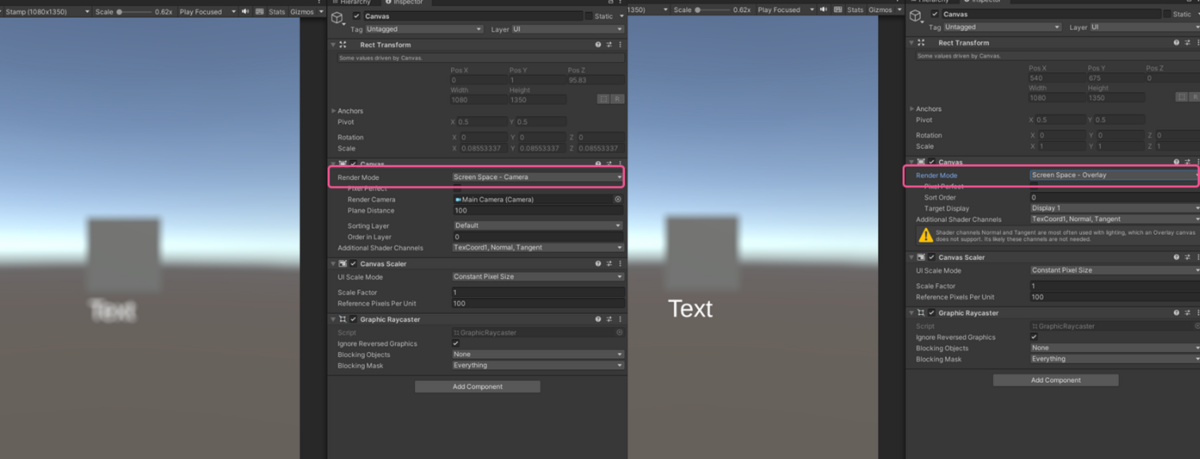 Stamp (1080x1350) Scale 0.62x Play Focused Stats Gizmos
Hierarchy Inspector
Canvas Static
Tag Untagged Layer UI
Rect Transform
Some values driven by Canvas.
Pos X Pos Y Pos Z
0 1 95.83
Width Height
1080 1350
Anchors
Pivot X 0.5 Y 0.5
Rotation X 0 Y 0 Z 0
Scale X 0.08553337 Y 0.08553337 Z 0.08553337
Canvas
Render Mode Screen Space - Camera
Pixel Perfect
Render Camera Main Camera (Camera)
Plane Distance 100
Sorting Layer Default
Order in Layer 0
Additional Shader Channels TexCoord1, Normal, Tangent
Canvas Scaler
UI Scale Mode Constant Pixel Size
Scale Factor 1
Reference Pixels Per Unit 100
Graphic Raycaster
Script GraphicRaycaster
Ignore Reversed Graphics
Blocking Objects None
Blocking Mask Everything
Add Component
Text
1350) Scale 0.62x Play Focused Stats Gizmos
Inspector
Canvas Static
Tag Untagged Layer UI
Rect Transform
Some values driven by Canvas.
Pos X Pos Y Pos Z
540 675 0
Width Height
1080 1350
Anchors
Pivot X 0.5 Y 0.5
Rotation X 0 Y 0 Z 0
Scale X 1 Y 1 Z 1
Canvas
Render Mode Screen Space - Overlay
Pixel Perfect
Sort Order 0
Target Display Display 1
Additional Shader Channels TexCoord1, Normal, Tangent
Shader channels Normal and Tangent are most often used with lighting, which an Overlay canvas
does not support. Its likely these channels are not needed.
Canvas Scaler
UI Scale Mode Constant Pixel Size
Scale Factor 1
Reference Pixels Per Unit 100
Graphic Raycaster
Script GraphicRaycaster
Ignore Reversed Graphics
Blocking Objects None
Blocking Mask Everything
Add Component
Text